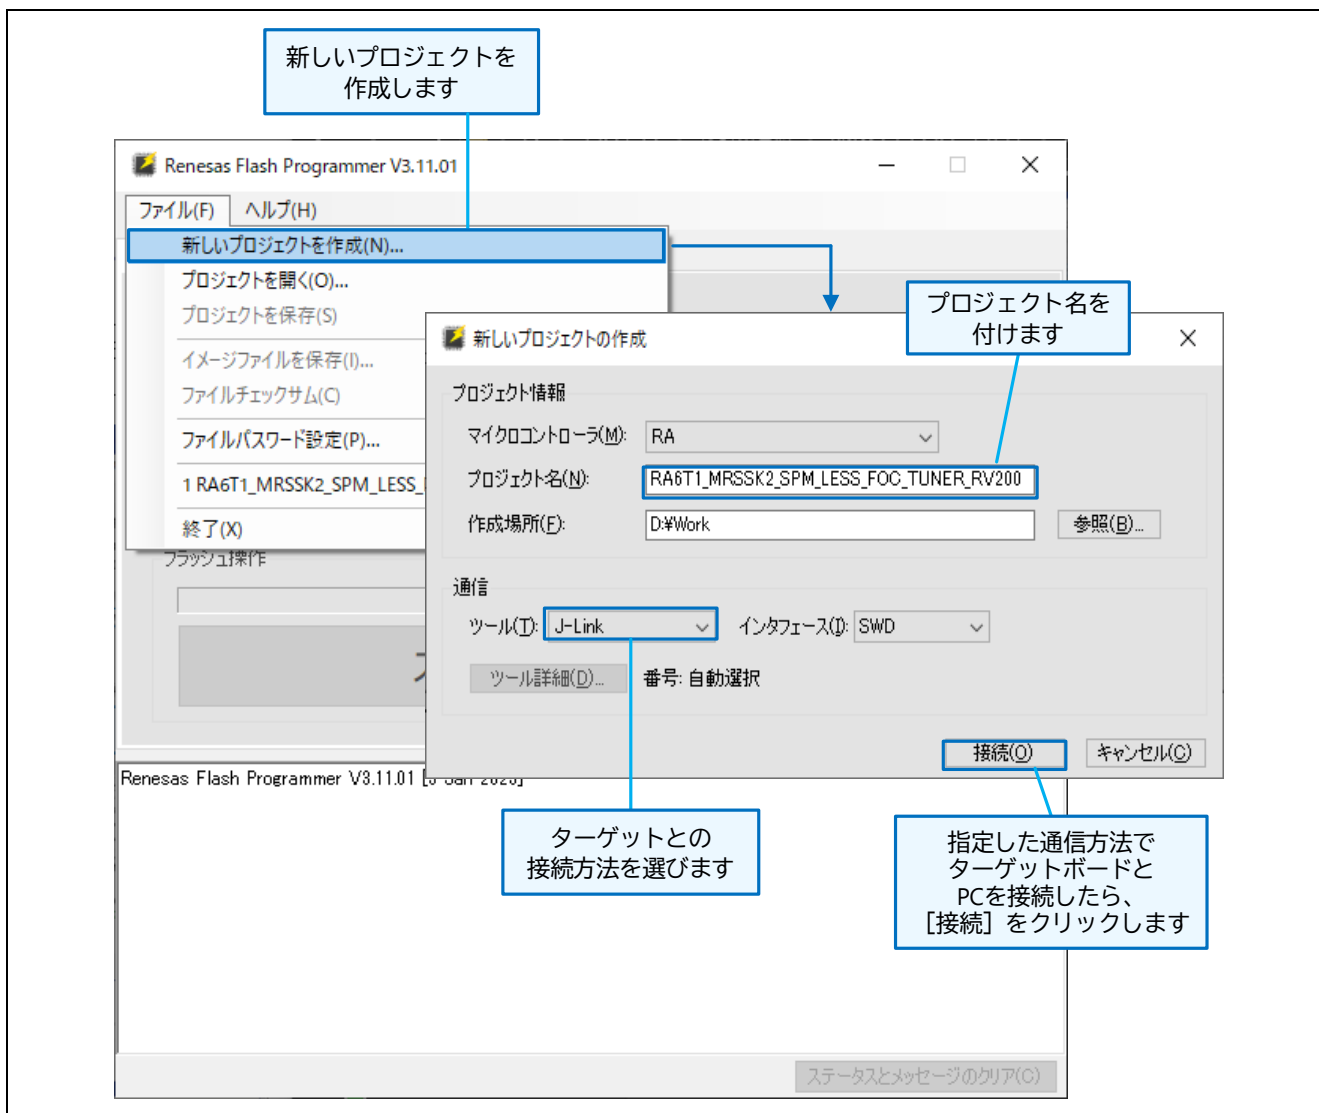 新しいプロジェクトを
作成します
Renesas Flash Programmer V3.11.01
ファイル(F)
ヘルプ(H)
新しいプロジェクトを作成(N)...
プロジェクトを開く(O)...
プロジェクトを保存(S)
イメージファイルを保存(I)...
ファイルチェックサム(C)
ファイルパスワード設定(P)...
1 RA6T1_MRSSK2_SPM_LESS_
終了(X)
フラッシュ操作
プロジェクト名を
付けます
新しいプロジェクトの作成
プロジェクト情報
マイクロコントローラ(M): RA
プロジェクト名(N): RA6T1_MRSSK2_SPM_LESS_FOC_TUNER_RV200
作成場所(F): D:¥Work 参照(B)...
通信
ツール(T): J-Link インタフェース(I): SWD
ツール詳細(D)... 番号: 自動選択
接続(O) キャンセル(C)
Renesas Flash Programmer V3.11.01
ターゲットとの
接続方法を選びます
指定した通信方法で
ターゲットボードと
PCを接続したら、
［接続］をクリックします
ステータスとメッセージのクリア(C)